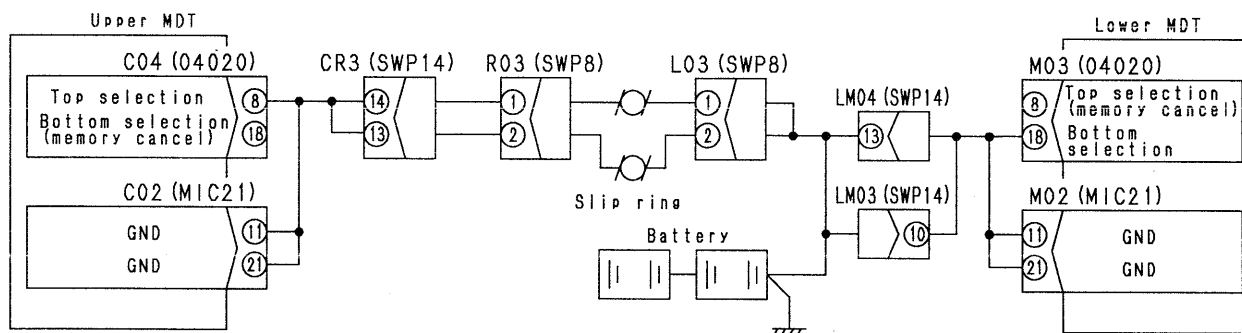 Upper MDT
Lower MDT
C04 (04020)
CR3 (SWP14)
R03 (SWP8)
L03 (SWP8)
M03 (04020)
LM04 (SWP14)
Top selection
8
14
1
1
8
Top selection
(memory cancel)
Bottom selection
(memory cancel)
18
13
2
2
13
18
Bottom
selection
C02 (MIC21)
Slip ring
LM03 (SWP14)
M02 (MIC21)
GND
11
Battery
10
11
GND
GND
21
21
GND